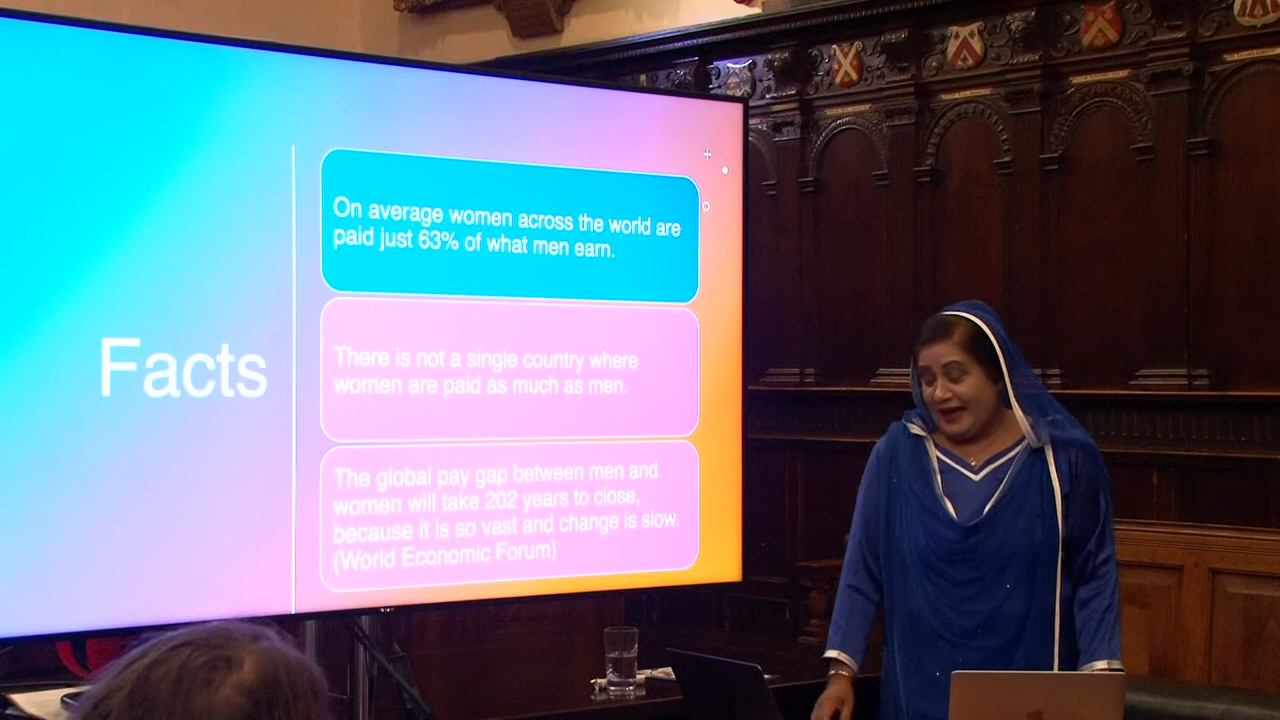 Facts
On average women across the world are
paid just 63% of what men earn.
There is not a single country where
women are paid as much as men.
The global pay gap between men and
women will take 202 years to close,
because it is so vast and change is slow.
(World Economic Forum)